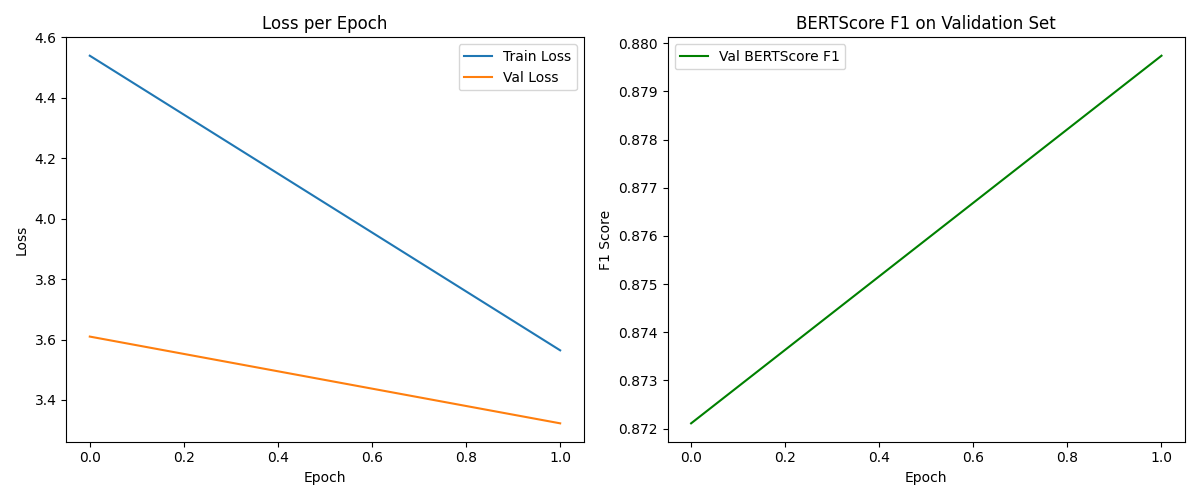 Loss per Epoch
Train Loss
Val Loss
4.6
4.4
4.2
4.0
3.8
3.6
3.4
Loss
0.0 0.2 0.4 0.6 0.8 1.0
Epoch
BERTScore F1 on Validation Set
Val BERTScore F1
0.880
0.879
0.878
0.877
0.876
0.875
0.874
0.873
0.872
F1 Score
0.0 0.2 0.4 0.6 0.8 1.0
Epoch